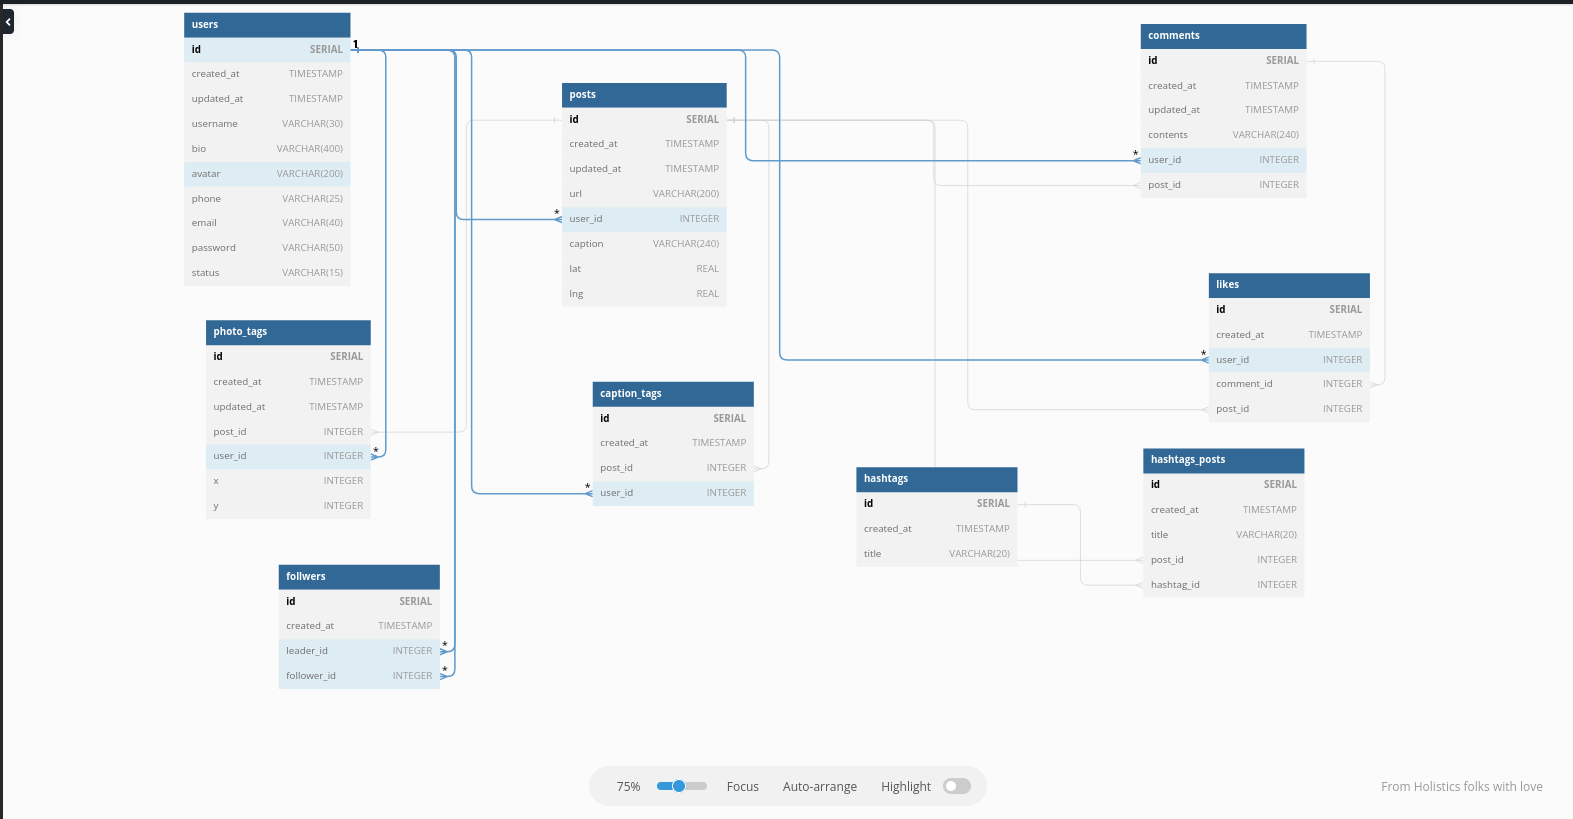 users
id SERIAL 1
created_at TIMESTAMP
updated_at TIMESTAMP
username VARCHAR(30)
bio VARCHAR(400)
avatar VARCHAR(200)
phone VARCHAR(25)
email VARCHAR(40)
password VARCHAR(50)
status VARCHAR(15)
posts
id SERIAL
created_at TIMESTAMP
updated_at TIMESTAMP
url VARCHAR(200)
* user_id INTEGER
caption VARCHAR(240)
lat REAL
lng REAL
comments
id SERIAL
created_at TIMESTAMP
updated_at TIMESTAMP
contents VARCHAR(240)
* user_id INTEGER
post_id INTEGER
likes
id SERIAL
created_at TIMESTAMP
* user_id INTEGER
comment_id INTEGER
post_id INTEGER
photo_tags
id SERIAL
created_at TIMESTAMP
updated_at TIMESTAMP
post_id INTEGER
user_id INTEGER *
x INTEGER
y INTEGER
caption_tags
id SERIAL
created_at TIMESTAMP
post_id INTEGER
* user_id INTEGER
hashtags
id SERIAL
created_at TIMESTAMP
title VARCHAR(20)
hashtags_posts
id SERIAL
created_at TIMESTAMP
title VARCHAR(20)
post_id INTEGER
hashtag_id INTEGER
follwers
id SERIAL
created_at TIMESTAMP
leader_id INTEGER *
follower_id INTEGER *
75% Focus Auto-arrange Highlight
From Holistics folks with love